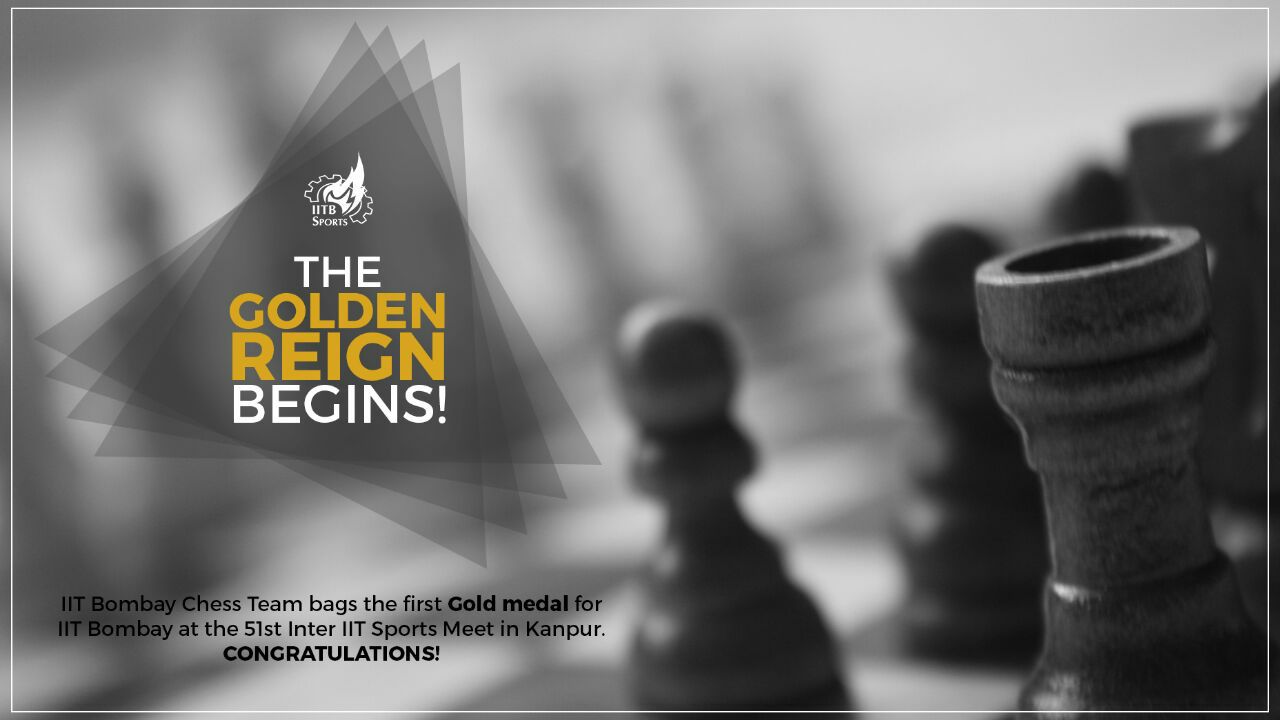 IITB
SPORTS
THE
GOLDEN
REIGN
BEGINS!
IIT Bombay Chess Team bags the first Gold medal for
IIT Bombay at the 51st Inter IIT Sports Meet in Kanpur.
CONGRATULATIONS!